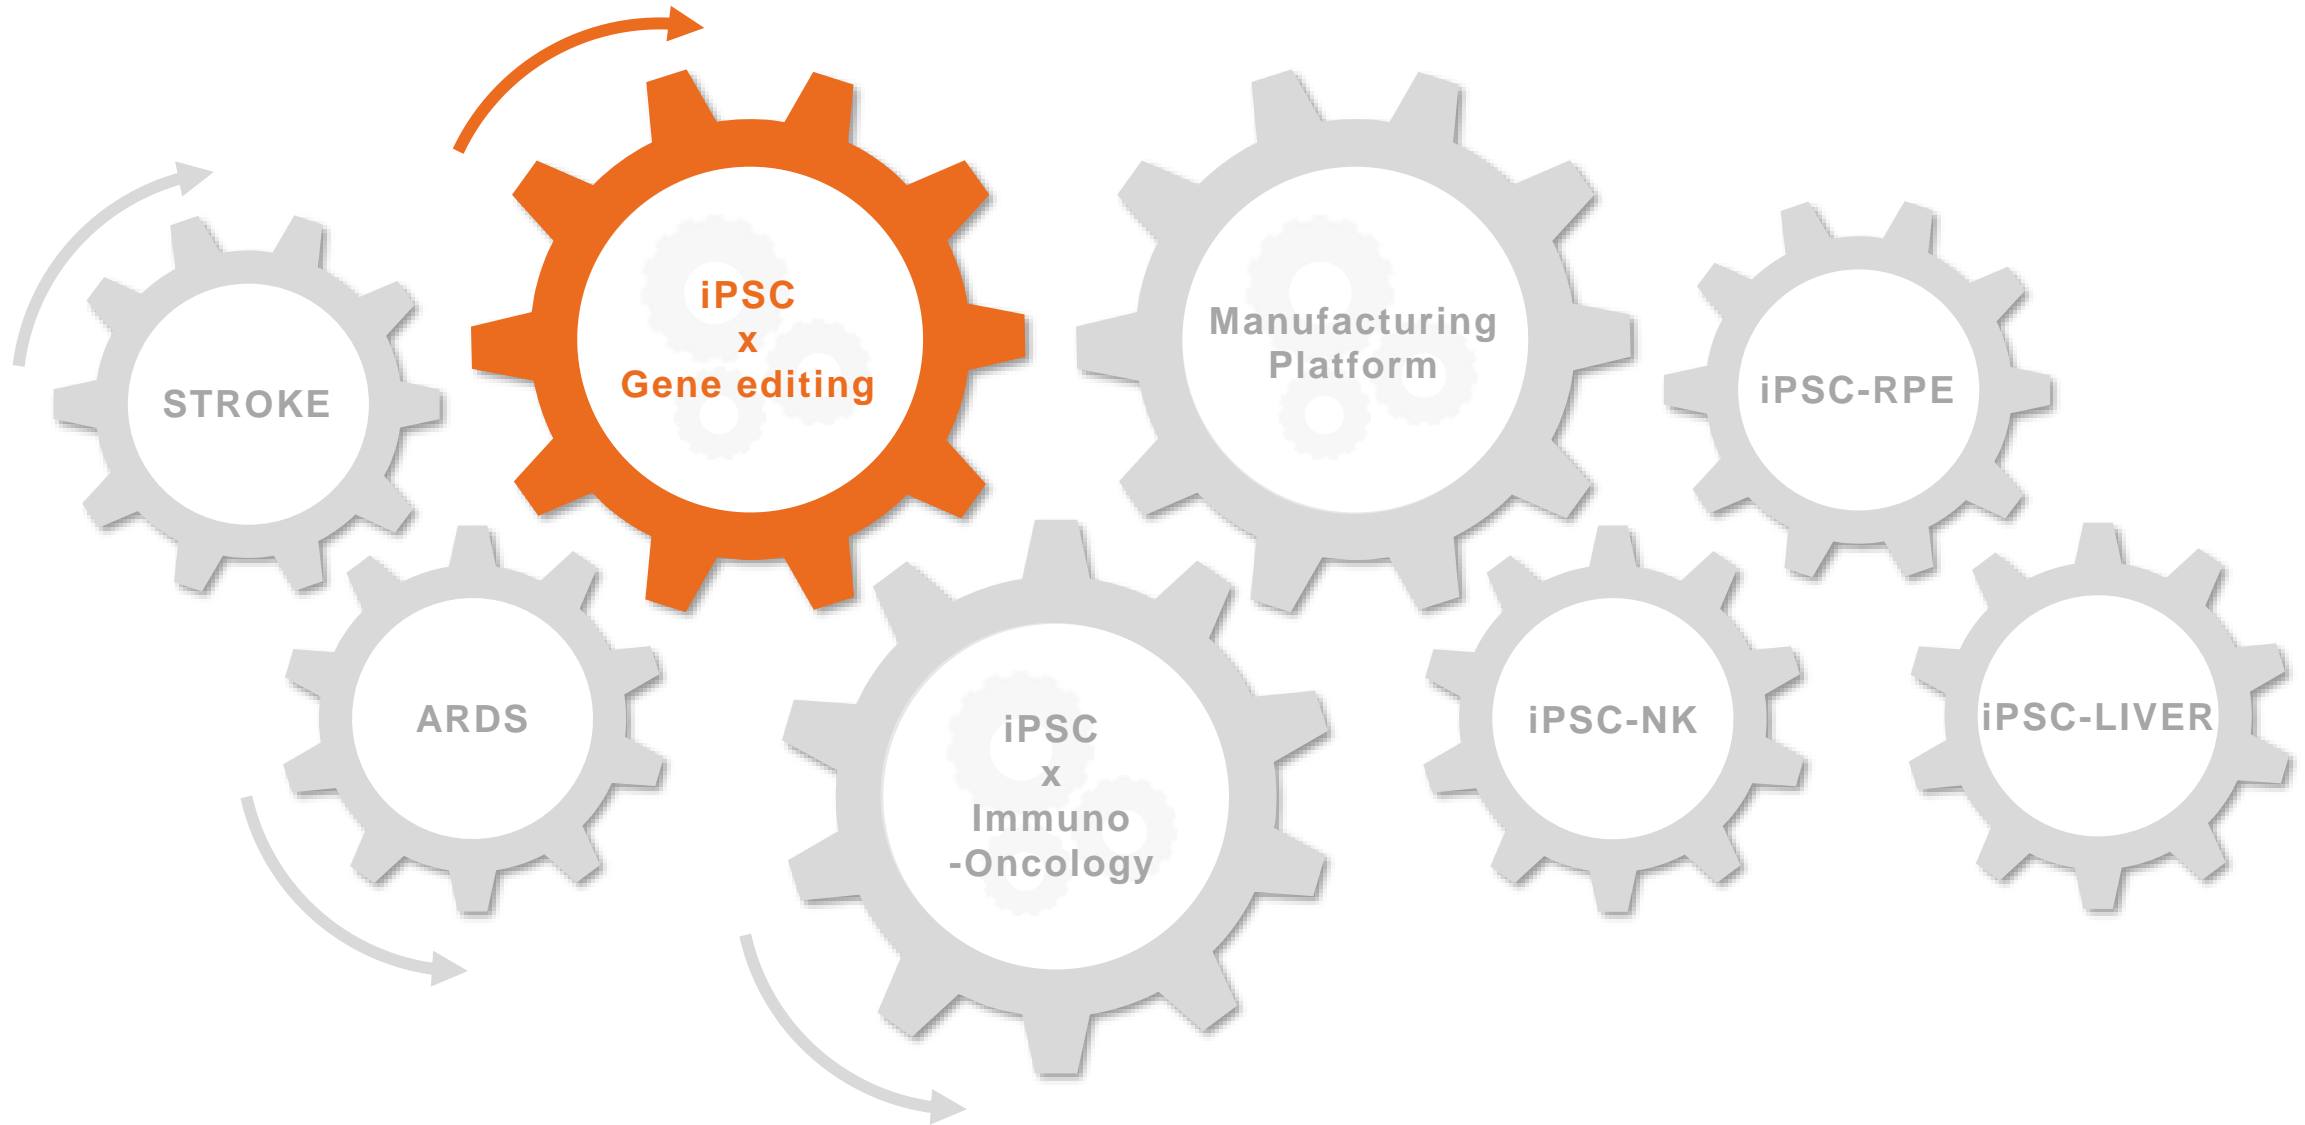 STROKE
iPSC
x
Gene editing
Manufacturing
Platform
iPSC-RPE
ARDS
iPSC
x
Immuno
-Oncology
iPSC-NK
iPSC-LIVER